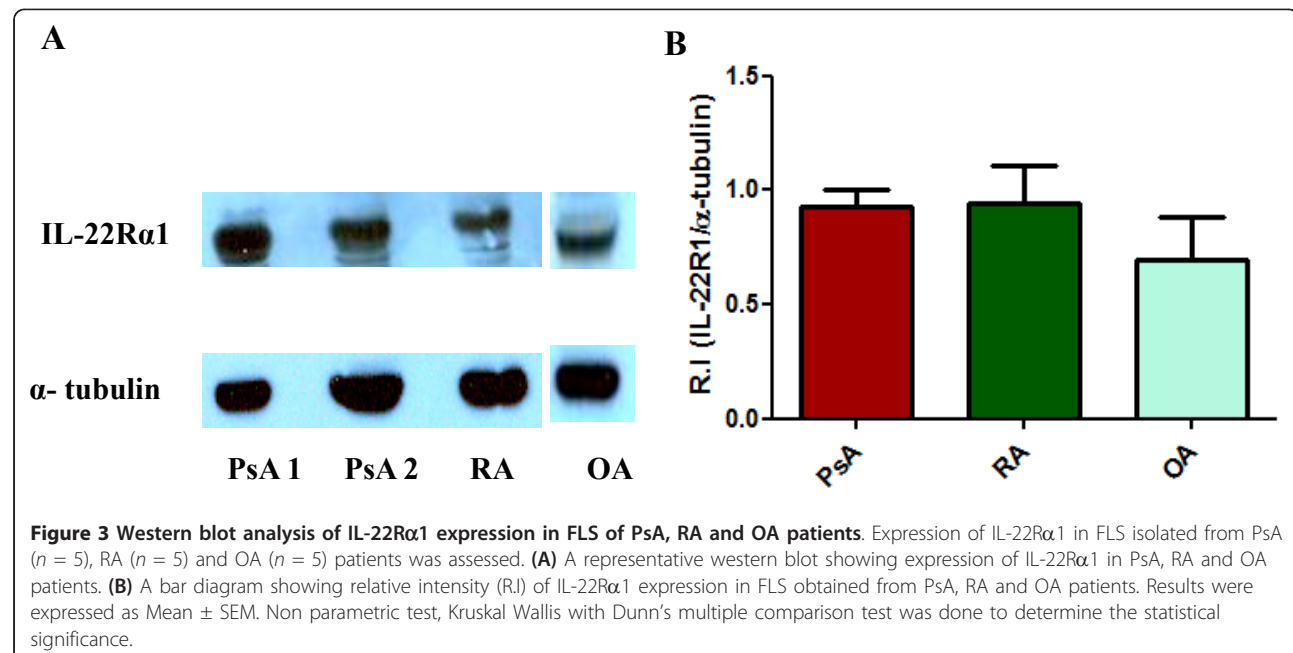 A
B
IL-22Rα1
α- tubulin
PsA 1 PsA 2 RA OA
R.I (IL-22R1/α-tubulin)
1.5
1.0
0.5
0.0
PsA RA OA
Figure 3 Western blot analysis of IL-22Rα1 expression in FLS of PsA, RA and OA patients. Expression of IL-22Rα1 in FLS isolated from PsA
(n = 5), RA (n = 5) and OA (n = 5) patients was assessed. (A) A representative western blot showing expression of IL-22Rα1 in PsA, RA and OA
patients. (B) A bar diagram showing relative intensity (R.I) of IL-22Rα1 expression in FLS obtained from PsA, RA and OA patients. Results were
expressed as Mean ± SEM. Non parametric test, Kruskal Wallis with Dunn's multiple comparison test was done to determine the statistical
significance.